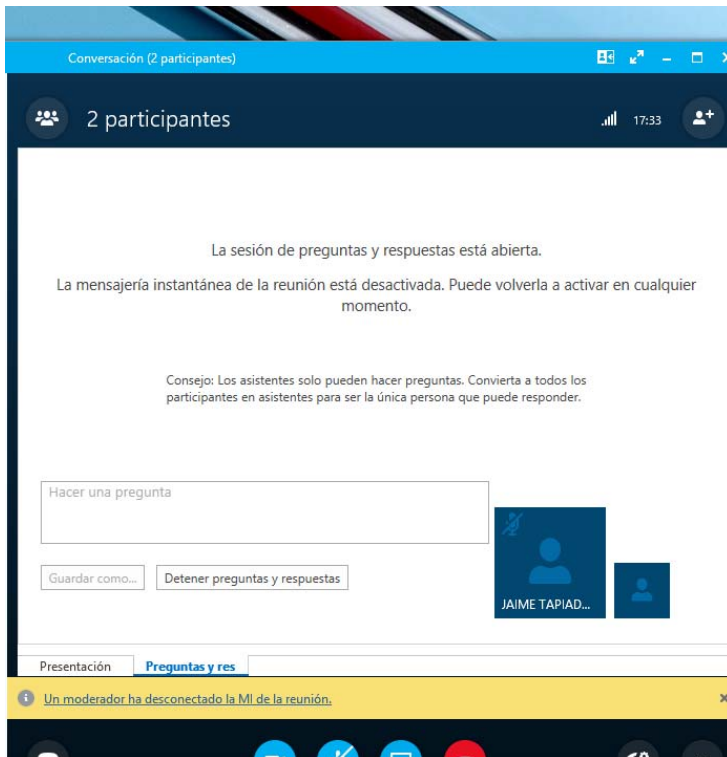 Conversación (2 participantes)
2 participantes
17:33
La sesión de preguntas y respuestas está abierta.
La mensajería instantánea de la reunión está desactivada. Puede volverla a activar en cualquier
momento.
Consejo: Los asistentes solo pueden hacer preguntas. Convierta a todos los
participantes en asistentes para ser la única persona que puede responder.
Hacer una pregunta
Guardar como...
Detener preguntas y respuestas
JAIME TAPIAD...
Presentación
Preguntas y res
Un moderador ha desconectado la MI de la reunión.